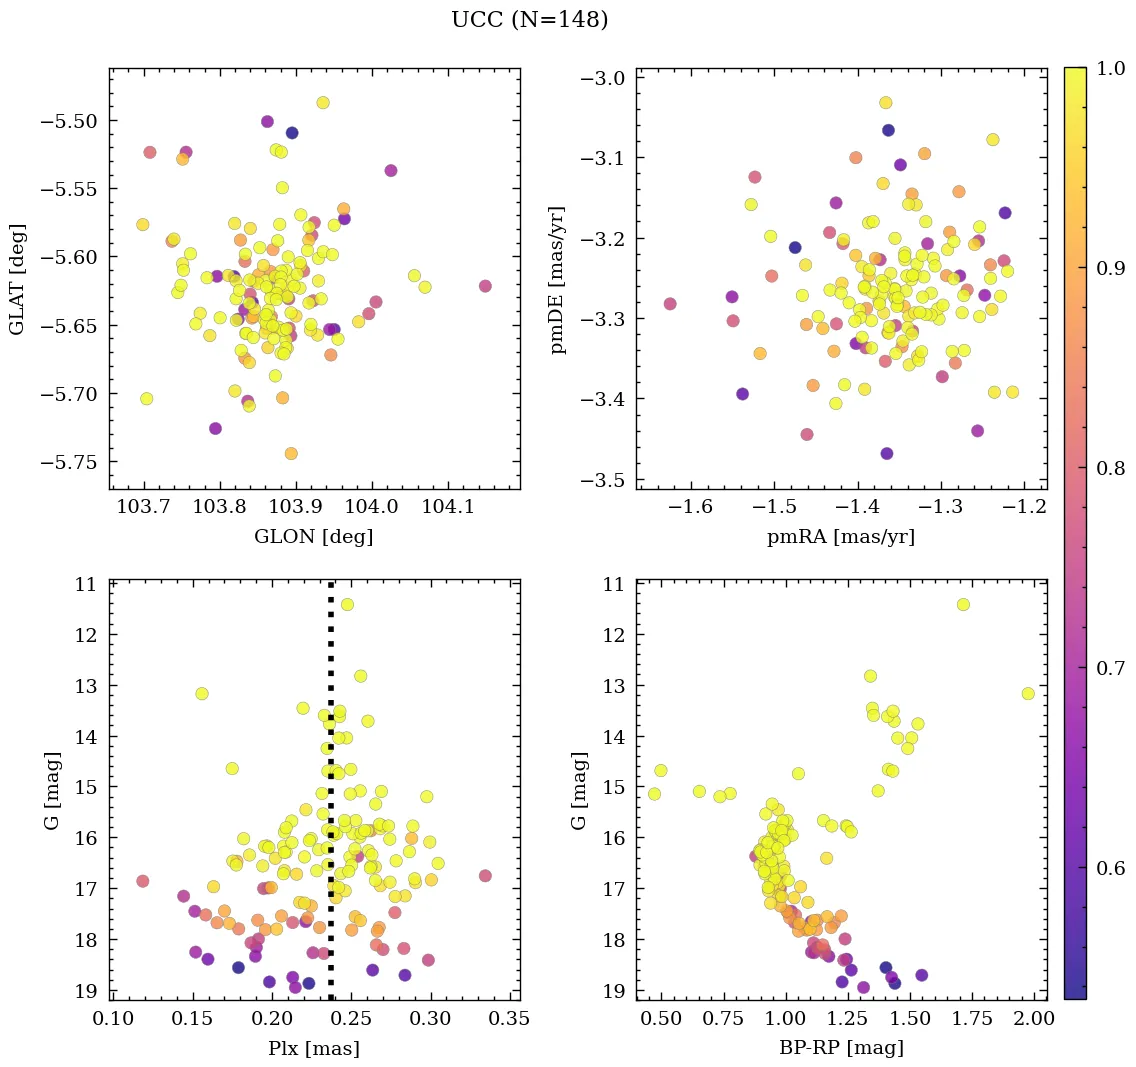 UCC (N=148)
−5.50
−5.55
−5.60
−5.65
−5.70
−5.75
GLAT [deg]
103.7 103.8 103.9 104.0 104.1
GLON [deg]
−3.0
−3.1
−3.2
−3.3
−3.4
−3.5
pmDE [mas/yr]
−1.6 −1.5 −1.4 −1.3 −1.2
pmRA [mas/yr]
1.0
0.9
0.8
0.7
0.6
11
12
13
14
15
16
17
18
19
G [mag]
0.10 0.15 0.20 0.25 0.30 0.35
Plx [mas]
11
12
13
14
15
16
17
18
19
G [mag]
0.50 0.75 1.00 1.25 1.50 1.75 2.00
BP-RP [mag]